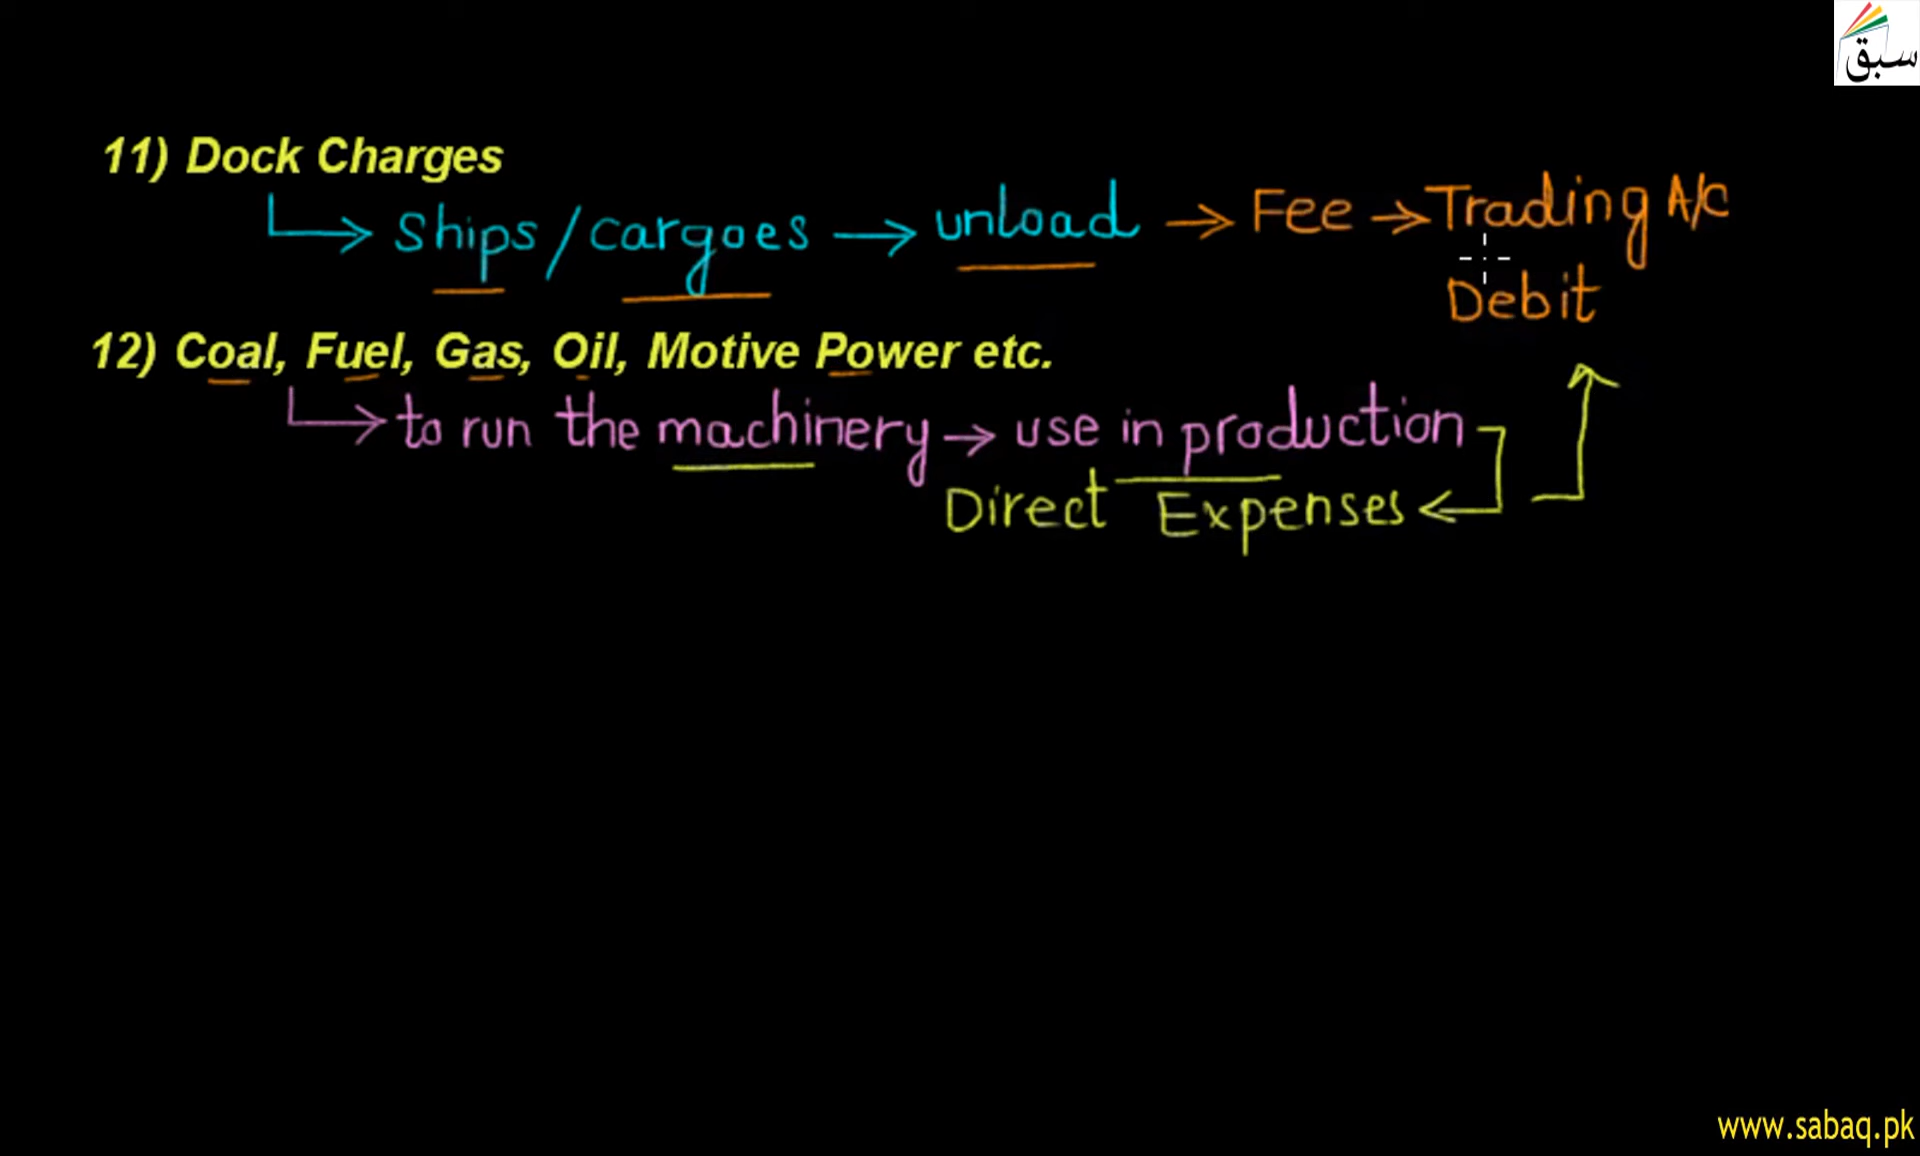 سبق
11) Dock Charges
→ Ships / cargoes → unload → Fee → Trading A/C
Debit
12) Coal, Fuel, Gas, Oil, Motive Power etc.
→ to run the machinery → use in production
Direct Expenses ←
www.sabaq.pk